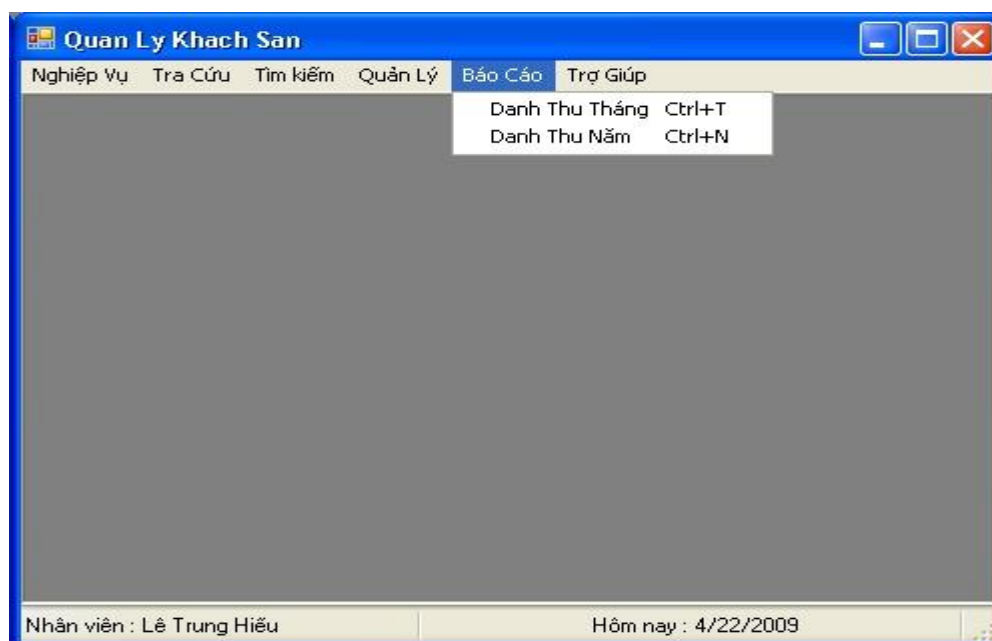 Quan Ly Khach San
Nghiệp Vụ Tra Cứu Tìm kiếm Quản Lý Báo Cáo Trợ Giúp
Danh Thu Tháng Ctrl+T
Danh Thu Năm Ctrl+N
Nhân viên : Lê Trung Hiếu Hôm nay : 4/22/2009